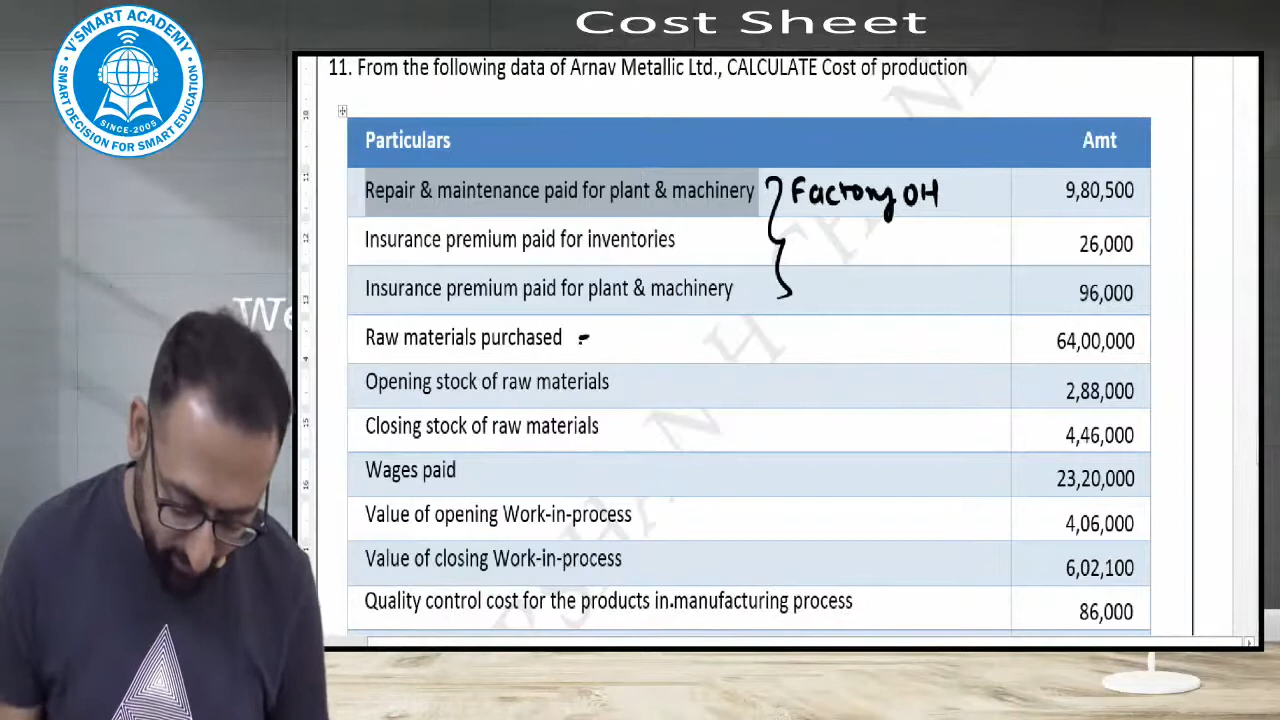 Cost Sheet
V'SMART ACADEMY
SINCE-2005
SMART DECISION FOR SMART EDUCATION
We
11. From the following data of Arnav Metallic Ltd., CALCULATE Cost of production
Particulars Amt
Repair & maintenance paid for plant & machinery Factory OH 9,80,500
Insurance premium paid for inventories 26,000
Insurance premium paid for plant & machinery 96,000
Raw materials purchased - 64,00,000
Opening stock of raw materials 2,88,000
Closing stock of raw materials 4,46,000
Wages paid 23,20,000
Value of opening Work-in-process 4,06,000
Value of closing Work-in-process 6,02,100
Quality control cost for the products in.manufacturing process 86,000